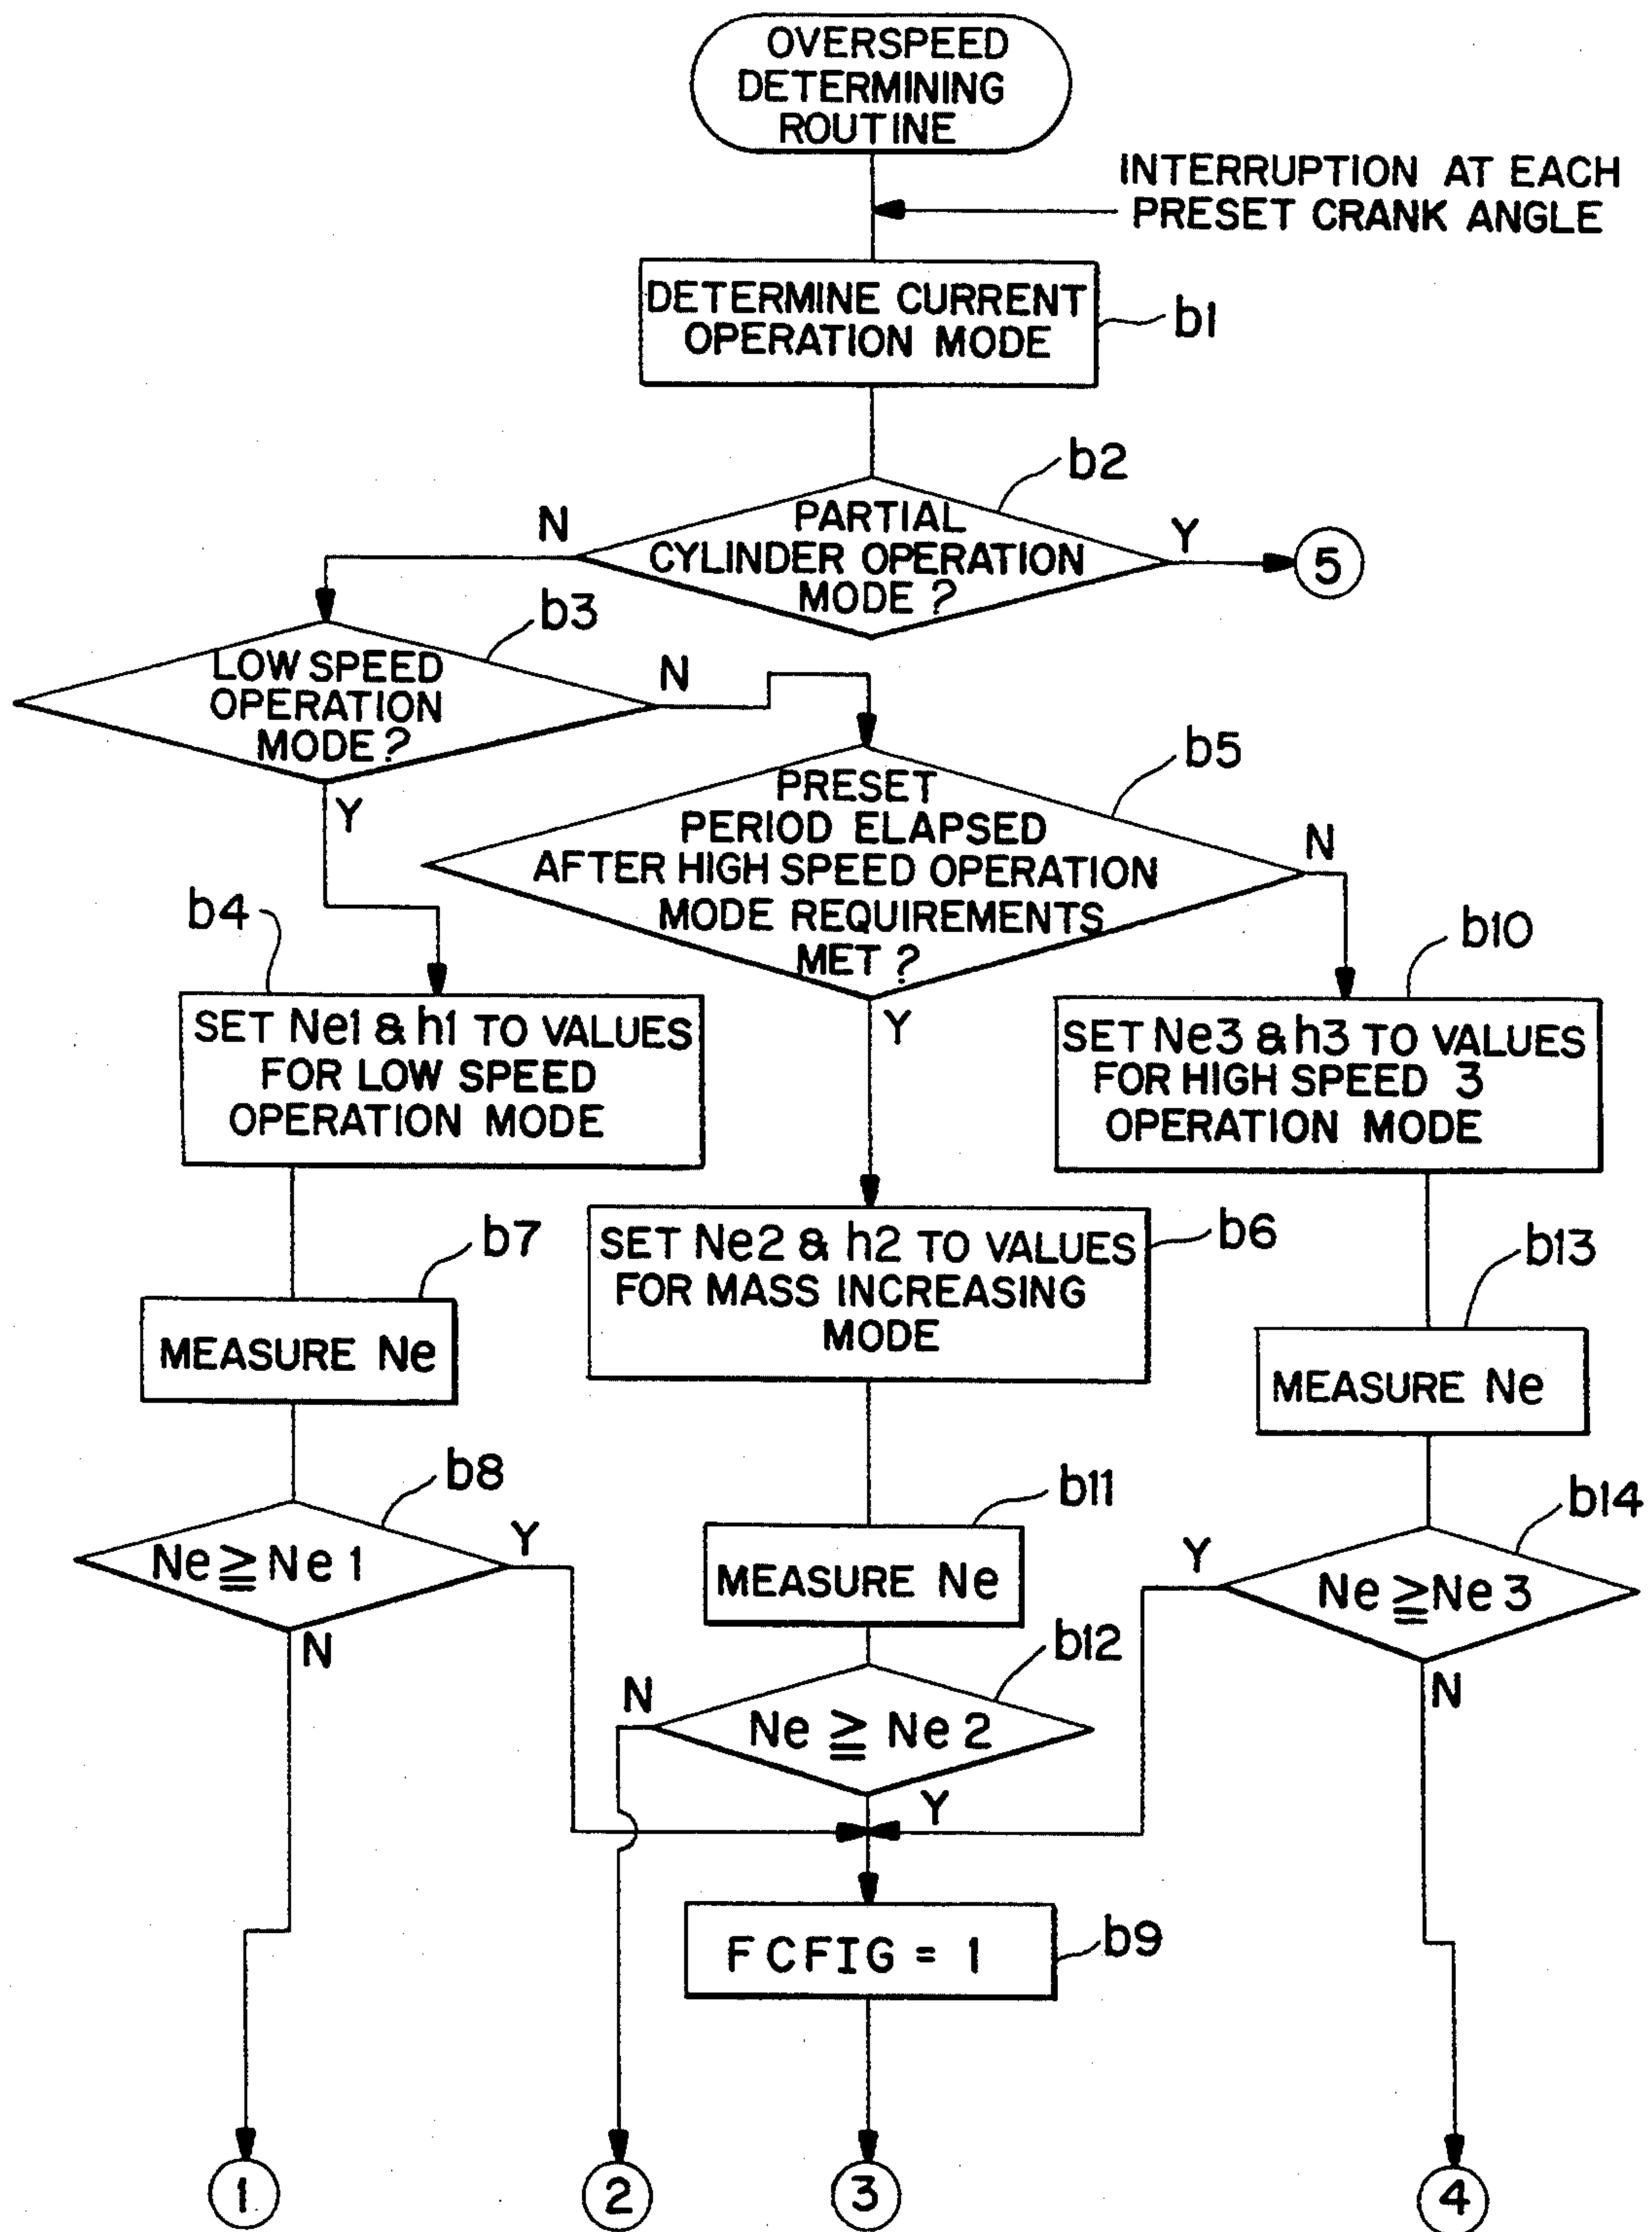 OVERSPEED
DETERMINING
ROUTINE
INTERRUPTION AT EACH
PRESET CRANK ANGLE
DETERMINE CURRENT
OPERATION MODE
b1
b2
PARTIAL
CYLINDER OPERATION
MODE?
N
Y
5
b3
LOW SPEED
OPERATION
MODE?
N
Y
b5
PRESET
PERIOD ELAPSED
AFTER HIGH SPEED OPERATION
MODE REQUIREMENTS
MET?
N
Y
b4
SET Ne1 & h1 TO VALUES
FOR LOW SPEED
OPERATION MODE
b10
SET Ne3 & h3 TO VALUES
FOR HIGH SPEED 3
OPERATION MODE
b6
SET Ne2 & h2 TO VALUES
FOR MASS INCREASING
MODE
b7
MEASURE Ne
b13
MEASURE Ne
b8
Ne ≧ Ne1
Y
N
b11
MEASURE Ne
b14
Ne ≧ Ne3
Y
N
b12
Ne ≧ Ne2
N
Y
FCFIG = 1
b9
1
2
3
4